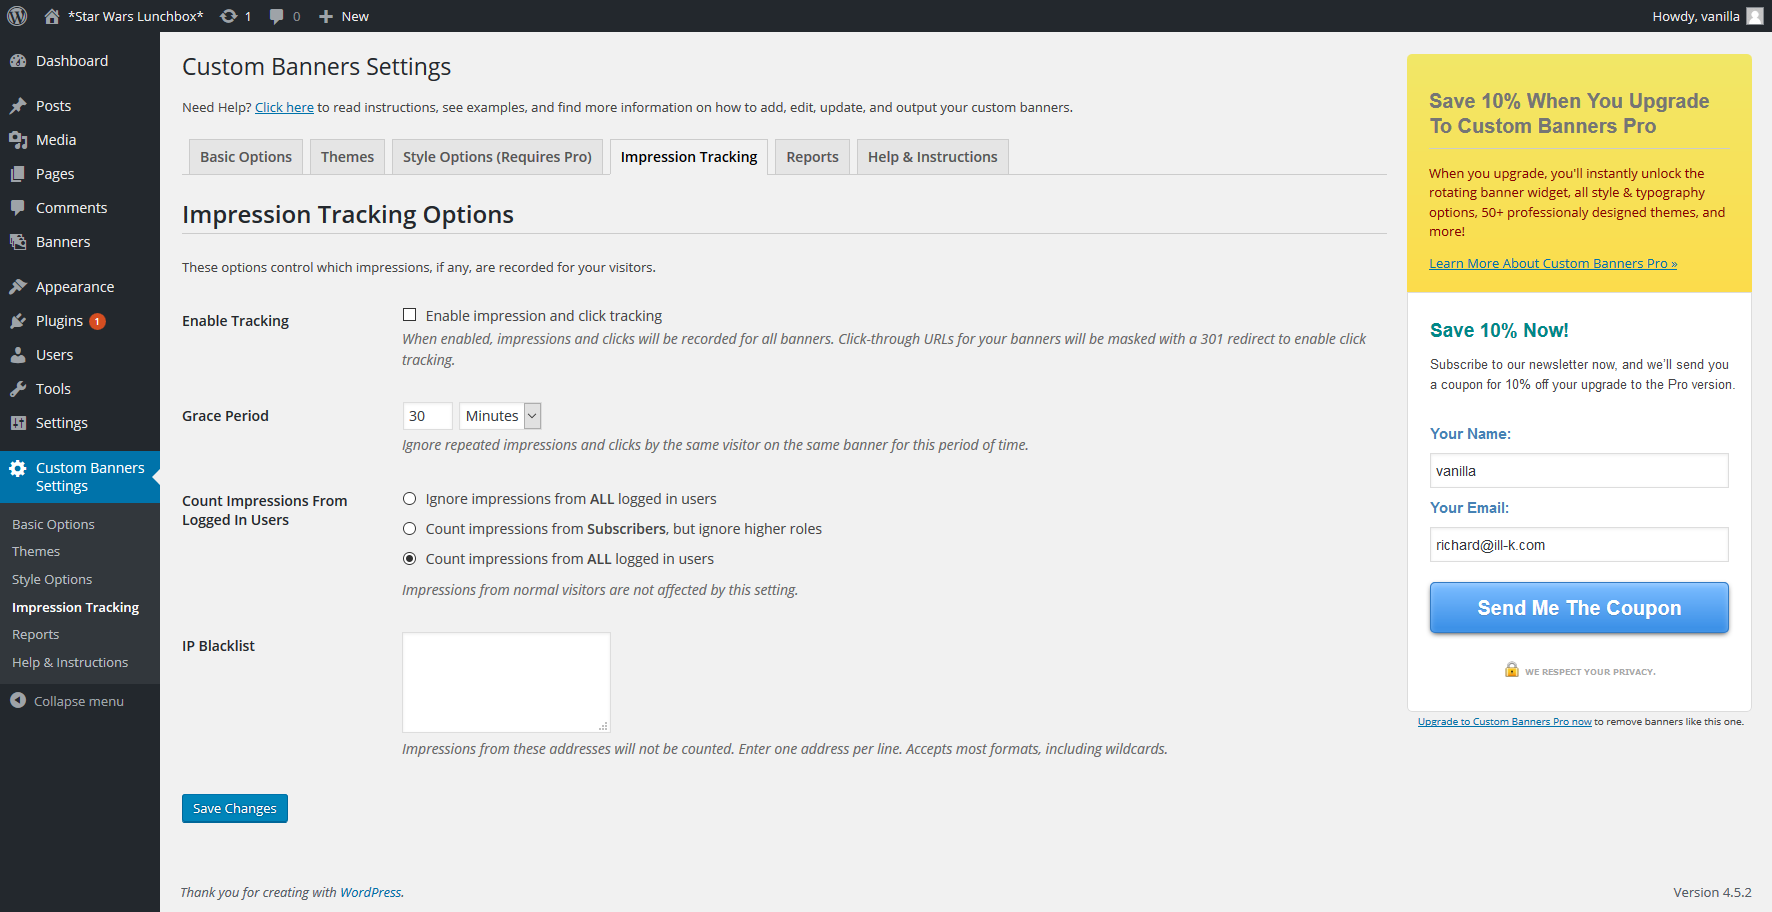 *Star Wars Lunchbox*
1
0
New
Howdy, vanilla
Dashboard
Posts
Media
Pages
Comments
Banners
Appearance
Plugins 1
Users
Tools
Settings
Custom Banners
Settings
Basic Options
Themes
Style Options
Impression Tracking
Reports
Help & Instructions
Collapse menu
Custom Banners Settings
Need Help? Click here to read instructions, see examples, and find more information on how to add, edit, update, and output your custom banners.
Basic Options
Themes
Style Options (Requires Pro)
Impression Tracking
Reports
Help & Instructions
Impression Tracking Options
These options control which impressions, if any, are recorded for your visitors.
Enable Tracking
Enable impression and click tracking
When enabled, impressions and clicks will be recorded for all banners. Click-through URLs for your banners will be masked with a 301 redirect to enable click
tracking.
Grace Period
30
Minutes
Ignore repeated impressions and clicks by the same visitor on the same banner for this period of time.
Count Impressions From
Logged In Users
Ignore impressions from ALL logged in users
Count impressions from Subscribers, but ignore higher roles
Count impressions from ALL logged in users
Impressions from normal visitors are not affected by this setting.
IP Blacklist
Impressions from these addresses will not be counted. Enter one address per line. Accepts most formats, including wildcards.
Save Changes
Save 10% When You Upgrade
To Custom Banners Pro
When you upgrade, you'll instantly unlock the
rotating banner widget, all style & typography
options, 50+ professionaly designed themes, and
more!
Learn More About Custom Banners Pro »
Save 10% Now!
Subscribe to our newsletter now, and we'll send you
a coupon for 10% off your upgrade to the Pro version.
Your Name:
vanilla
Your Email:
richard@ill-k.com
Send Me The Coupon
WE RESPECT YOUR PRIVACY.
Upgrade to Custom Banners Pro now to remove banners like this one.
Thank you for creating with WordPress.
Version 4.5.2